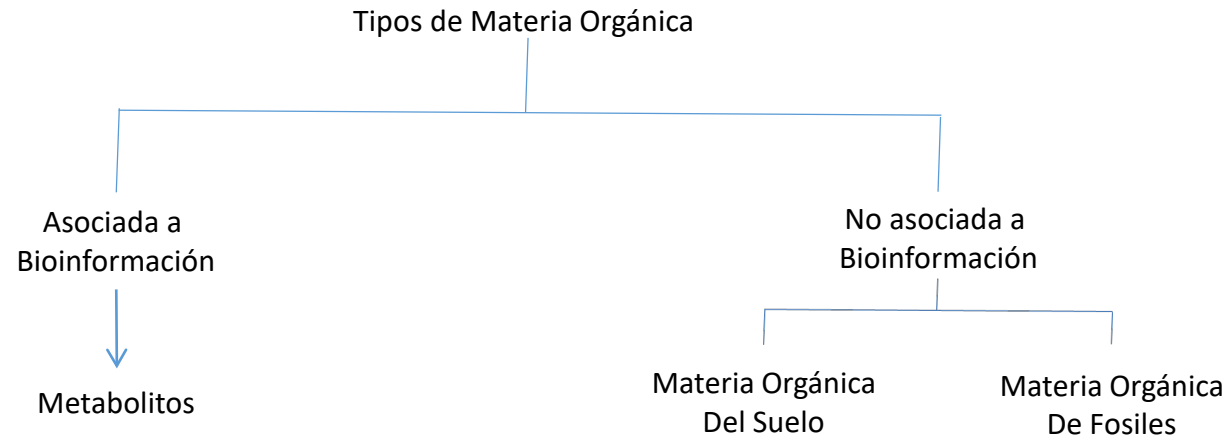 Tipos de Materia Orgánica
Asociada a
Bioinformación
No asociada a
Bioinformación
Metabolitos
Materia Orgánica
Del Suelo
Materia Orgánica
De Fosiles